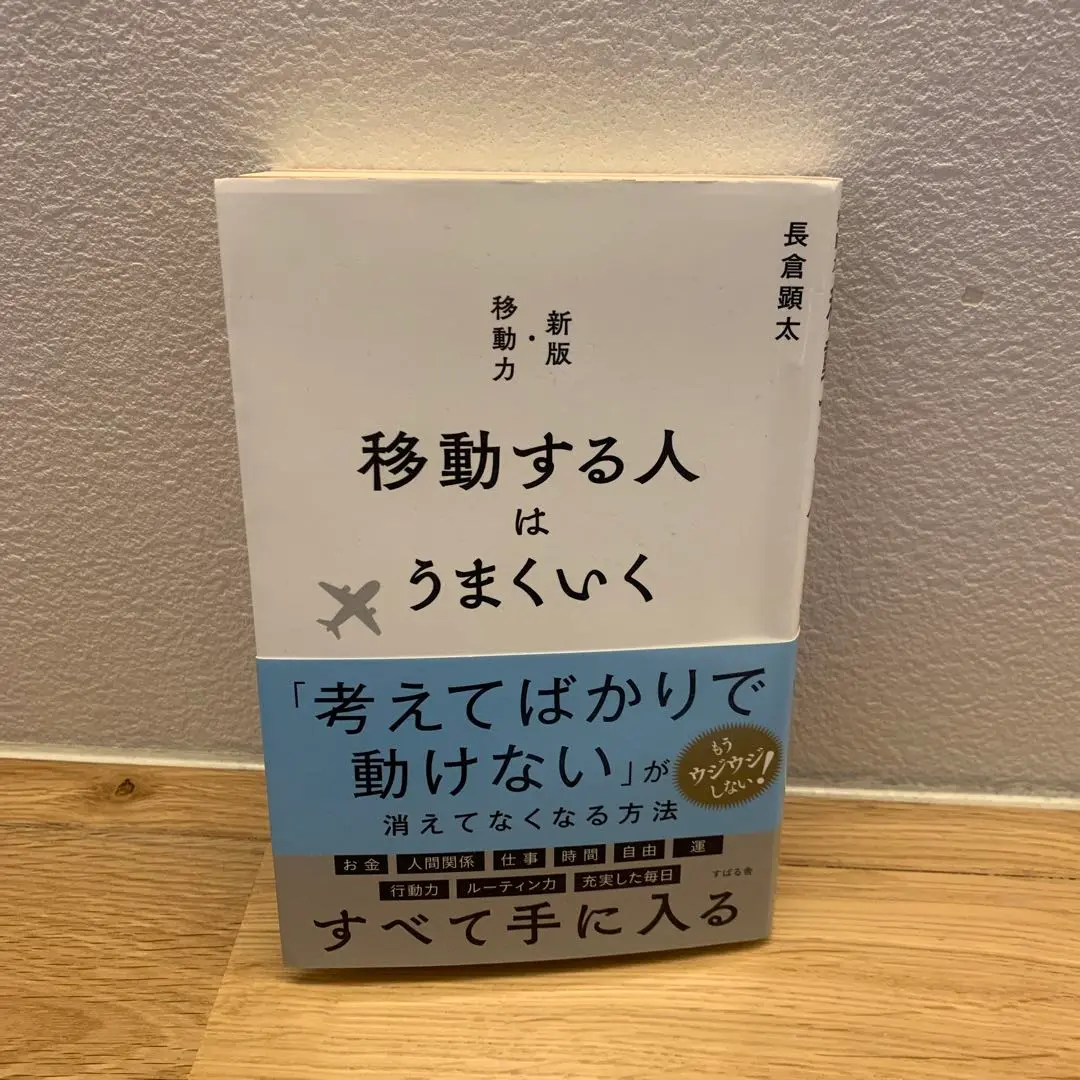 長倉顕太
新版・
移動力
移動する人
は
うまくいく
「考えてばかりで
動けない」が
消えてなくなる方法
もう
ウジウジ
しない!
お金 人間関係 仕事 時間 自由 運
行動力 ルーティン力 充実した毎日
すばる舎
すべて手に入る